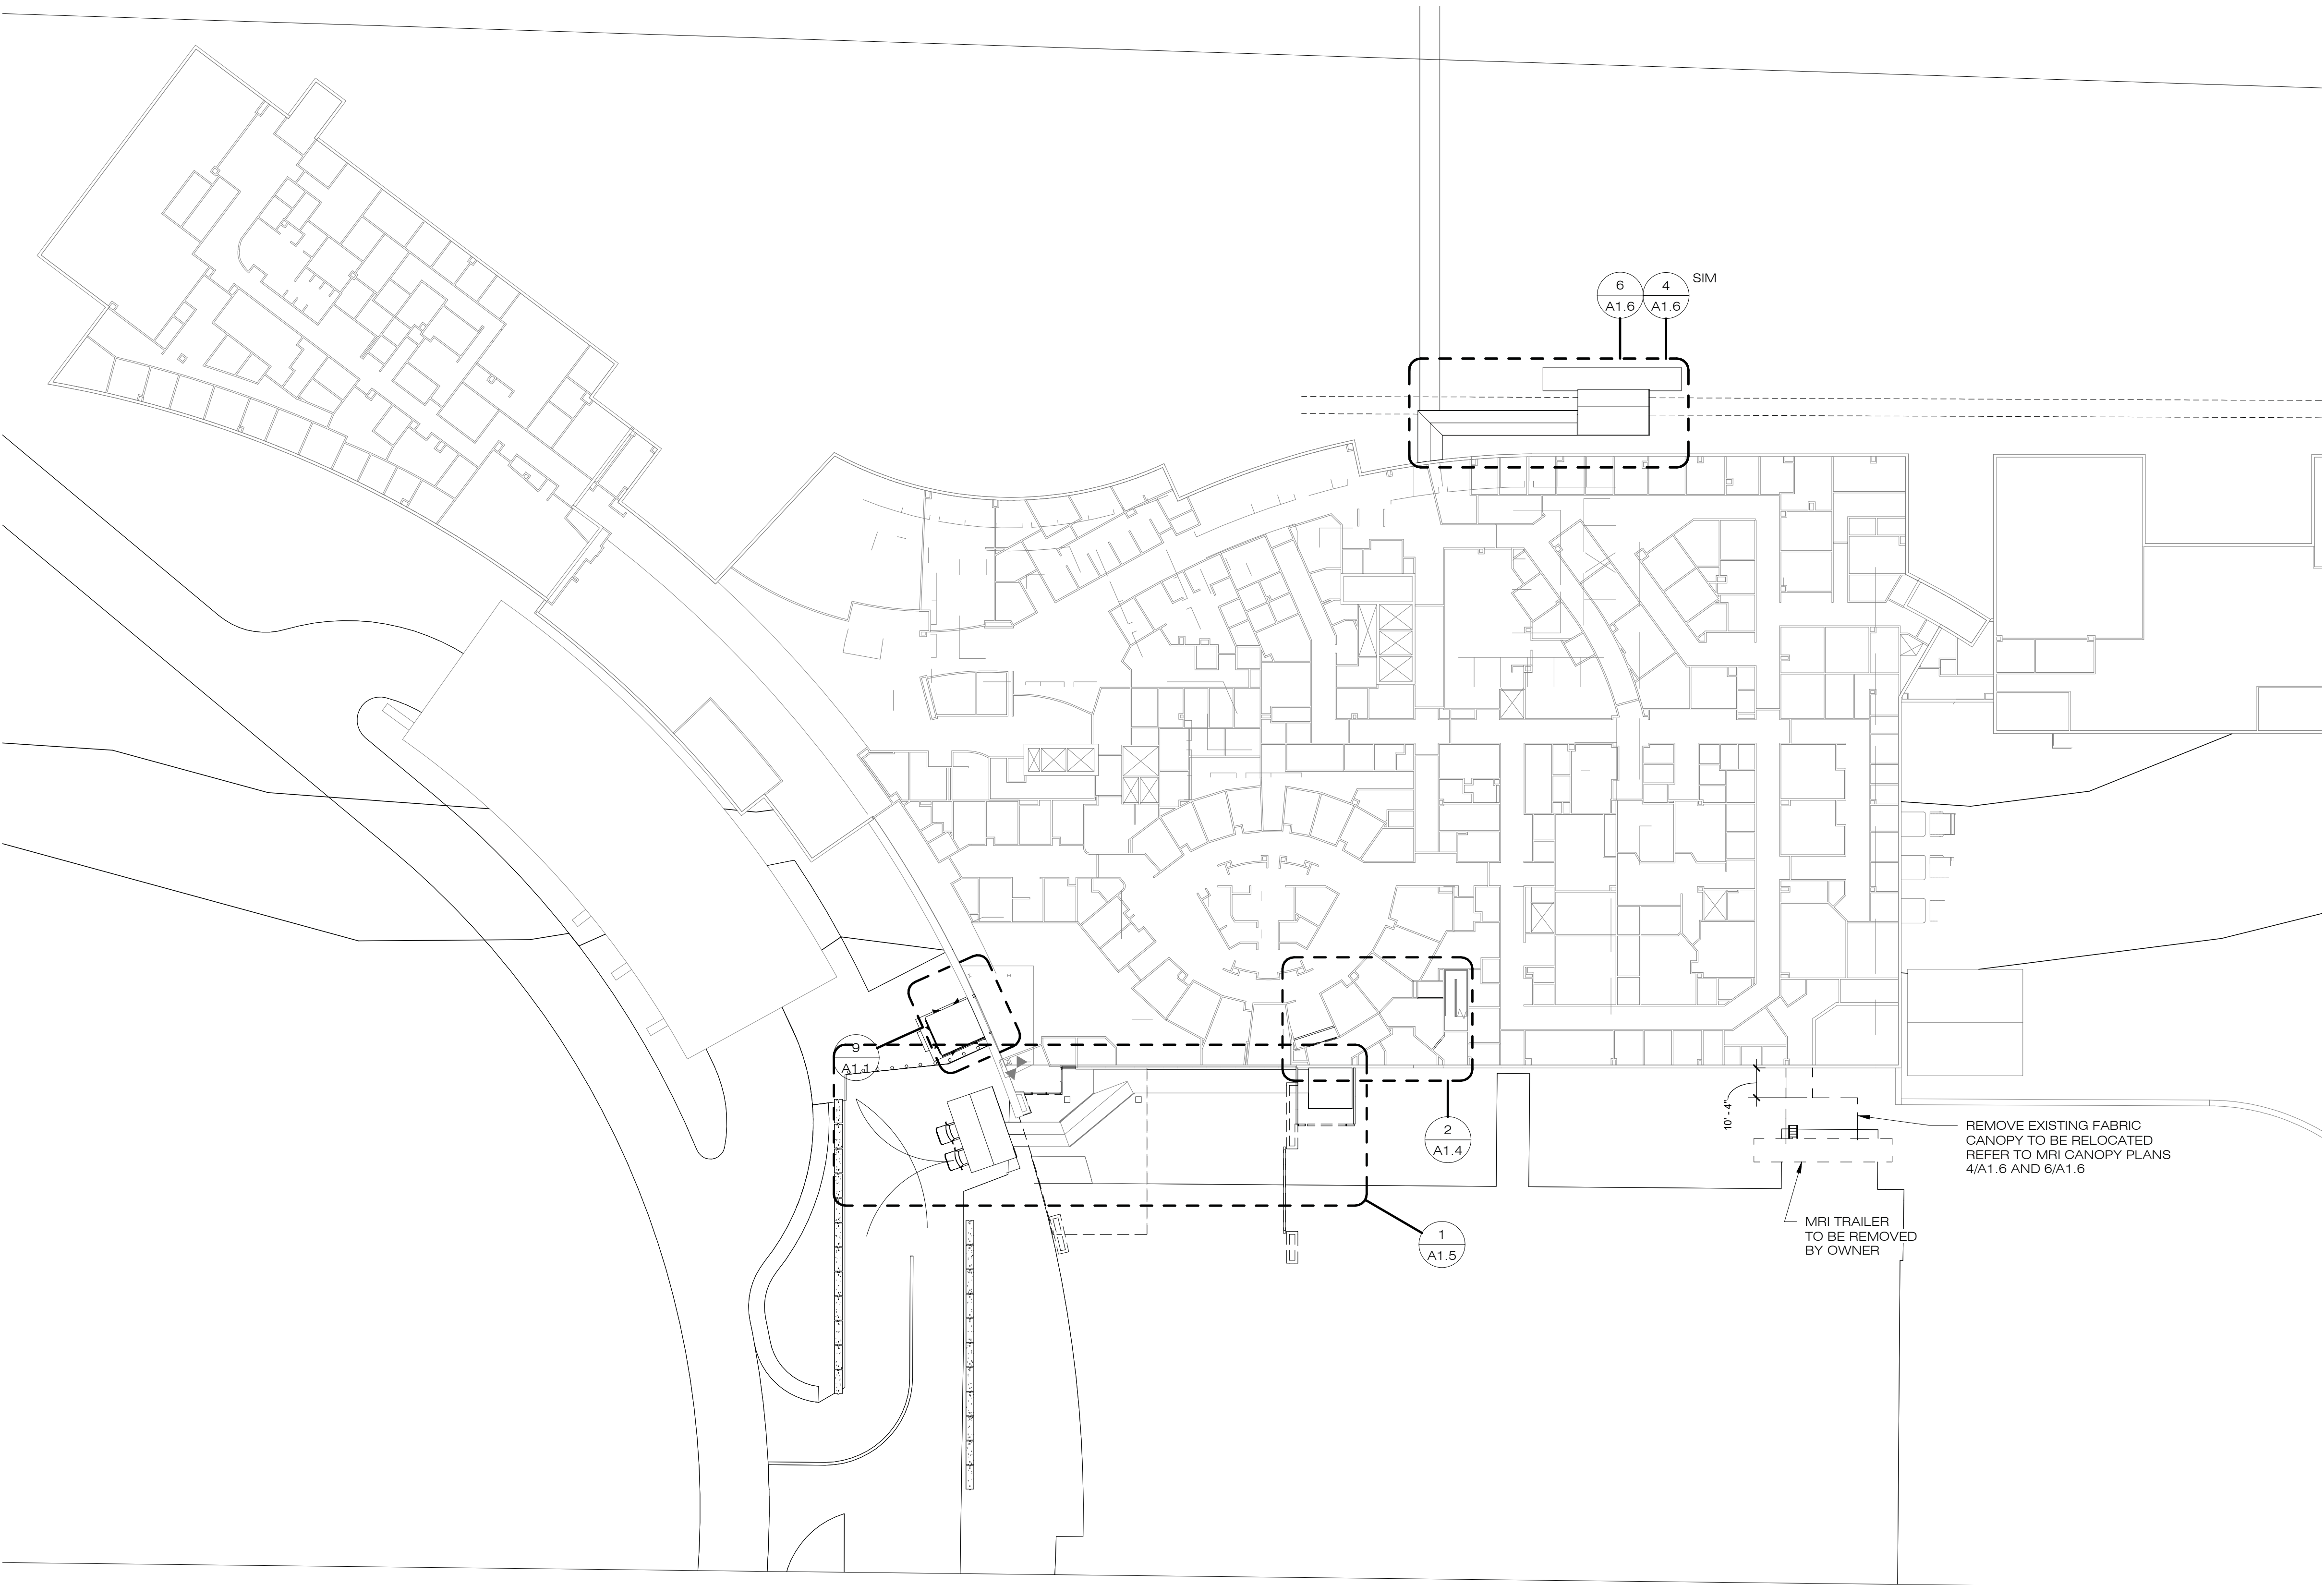 6
A1.6
4
A1.6
SIM
9
A1.1
2
A1.4
1
A1.5
10' - 4"
REMOVE EXISTING FABRIC
CANOPY TO BE RELOCATED
REFER TO MRI CANOPY PLANS
4/A1.6 AND 6/A1.6
MRI TRAILER
TO BE REMOVED
BY OWNER